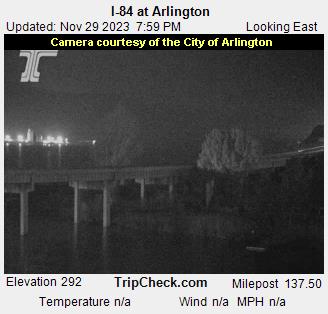 I-84 at Arlington
Updated: Nov 29 2023 7:59 PM Looking East
Camera courtesy of the City of Arlington
Elevation 292 TripCheck.com Milepost 137.50
Temperature n/a Wind n/a MPH n/a